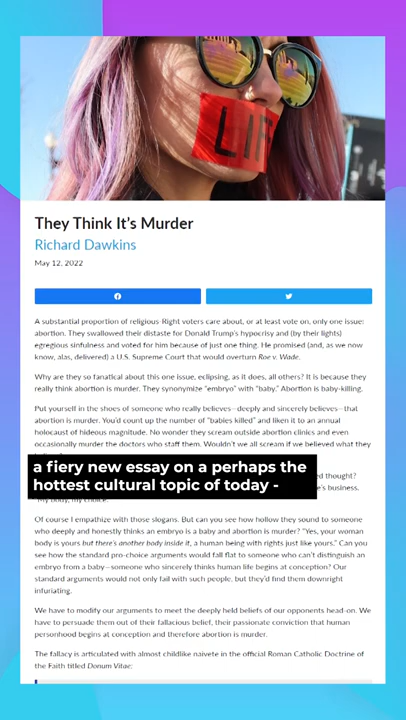 LIFE
They Think It's Murder
Richard Dawkins
May 12, 2022
A substantial proportion of religious-Right voters care about, or at least vote on, only one issue:
abortion. They swallowed their distaste for Donald Trump's hypocrisy and (by their lights)
egregious sinfulness and voted for him because of just one thing. He promised (and, as we now
know, alas, delivered) a U.S. Supreme Court that would overturn Roe v. Wade.
Why are they so fanatical about this one issue, eclipsing, as it does, all others? It is because they
really think abortion is murder. They synonymize "embryo" with "baby." Abortion is baby-killing.
Put yourself in the shoes of someone who really believes—deeply and sincerely believes—that
abortion is murder. You'd count up the number of "babies killed" and liken it to an annual
holocaust of hideous magnitude. No wonder they scream outside abortion clinics and even
occasionally murder the doctors who staff them. Wouldn't we all scream if we believed what they
a fiery new essay on a perhaps the
hottest cultural topic of today -
ed thought?
e's business,
"My body, my choice."
Of course I empathize with those slogans. But can you see how hollow they sound to someone
who deeply and honestly thinks an embryo is a baby and abortion is murder? "Yes, your woman
body is yours but there's another body inside it, a human being with rights just like yours." Can you
see how the standard pro-choice arguments would fall flat to someone who can't distinguish an
embryo from a baby—someone who sincerely thinks human life begins at conception? Our
standard arguments would not only fail with such people, but they'd find them downright
infuriating.
We have to modify our arguments to meet the deeply held beliefs of our opponents head-on. We
have to persuade them out of their fallacious belief, their passionate conviction that human
personhood begins at conception and therefore abortion is murder.
The fallacy is articulated with almost childlike naivete in the official Roman Catholic Doctrine of
the Faith titled Donum Vitae: